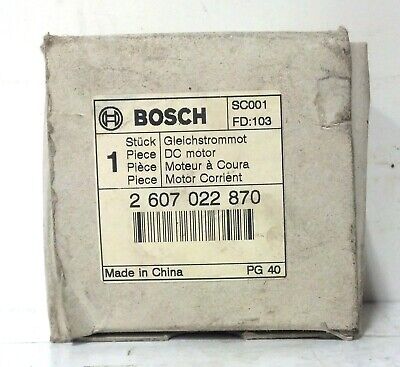 BOSCH
SC001
FD:103
1
Stück Gleichstrommot
Piece DC motor
Pièce Moteur à Coura
Piece Motor Corrient
2 607 022 870
Made in China PG 40